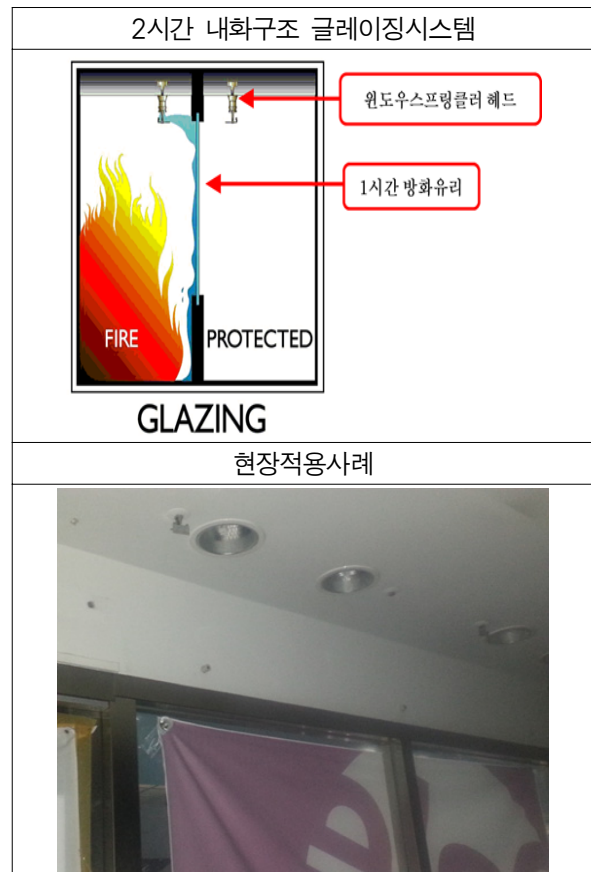 2시간 내화구조 글레이징시스템
윈도우스프링클러 헤드
1시간 방화유리
FIRE
PROTECTED
GLAZING
현장적용사례